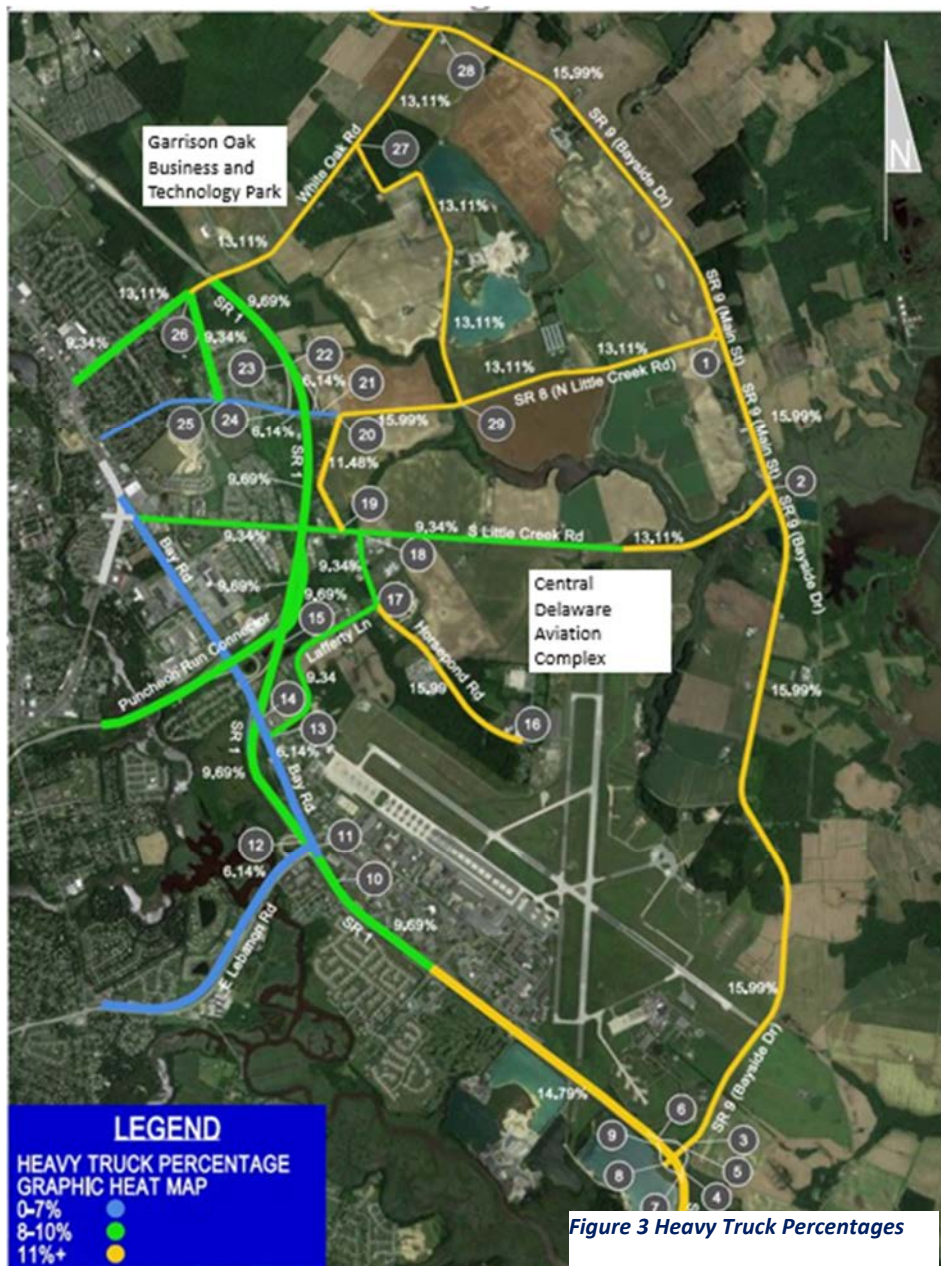 28
15.99%
13.11%
SR 9 (Bayside Dr)
Garrison Oak
Business and
Technology Park
27
White Oak Rd
N
13.11%
13.11%
SR 9 (Main St)
13.11%
9.69%
SR 1
26
9.34%
9.34%
13.11%
23
22
13.11%
13.11%
1
6.14%
21
SR 8 (N Little Creek Rd)
25
24
6.14%
20
15.99%
29
SR 9 (Main St)
15.99%
SR 1
11.48%
9.69%
2
19
9.34%
9.34%
S Little Creek Rd
13.11%
SR 9 (Bayside Dr)
Bay Rd
9.34%
18
9.69%
9.69%
17
Central
Delaware
Aviation
Complex
15
Lafferty Ln
Puncheon Run Connector
9.34
Horsepond Rd
15.99
15.99%
14
16
13
SR 1
6.14%
9.69%
Bay Rd
12
11
6.14%
10
E Lebanga Rd
SR 1
9.69%
15.99%
SR 9 (Bayside Dr)
14.79%
6
9
3
8
5
7
4
S
LEGEND
HEAVY TRUCK PERCENTAGE
GRAPHIC HEAT MAP
0-7%
8-10%
11%+
Figure 3 Heavy Truck Percentages